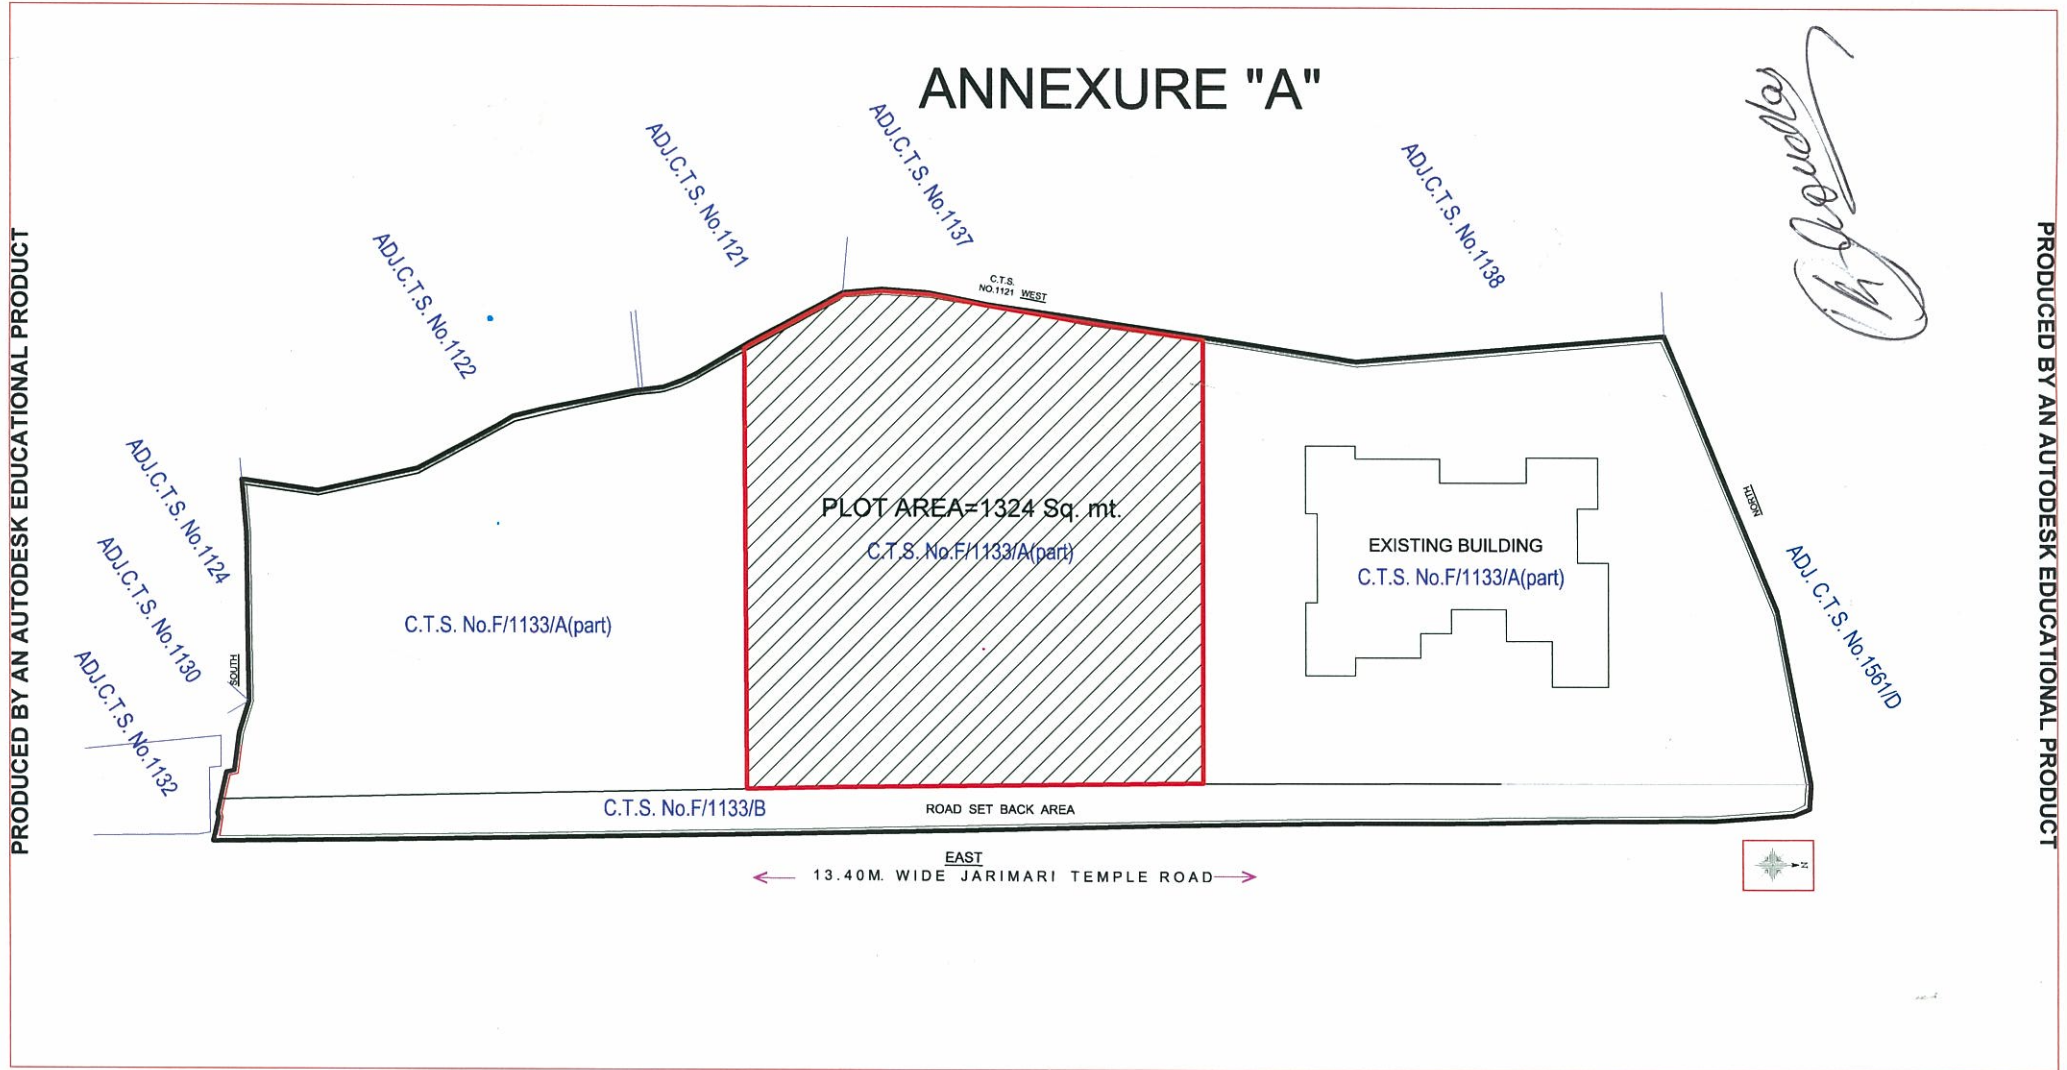 ANNEXURE "A"
ADJ.C.T.S. No.1137
ADJ.C.T.S. No.1121
ADJ.C.T.S. No.1138
ADJ.C.T.S. No.1122
C.T.S.
NO.1121 WEST
ADJ.C.T.S. No.1124
ADJ.C.T.S. No.1130
ADJ.C.T.S. No.1132
SOUTH
NORTH
ADJ. C.T.S. No.1561/D
PLOT AREA=1324 Sq. mt.
C.T.S. No.F/1133/A(part)
EXISTING BUILDING
C.T.S. No.F/1133/A(part)
C.T.S. No.F/1133/A(part)
C.T.S. No.F/1133/B
ROAD SET BACK AREA
EAST
13.40M. WIDE JARIMARI TEMPLE ROAD
N
PRODUCED BY AN AUTODESK EDUCATIONAL PRODUCT
PRODUCED BY AN AUTODESK EDUCATIONAL PRODUCT